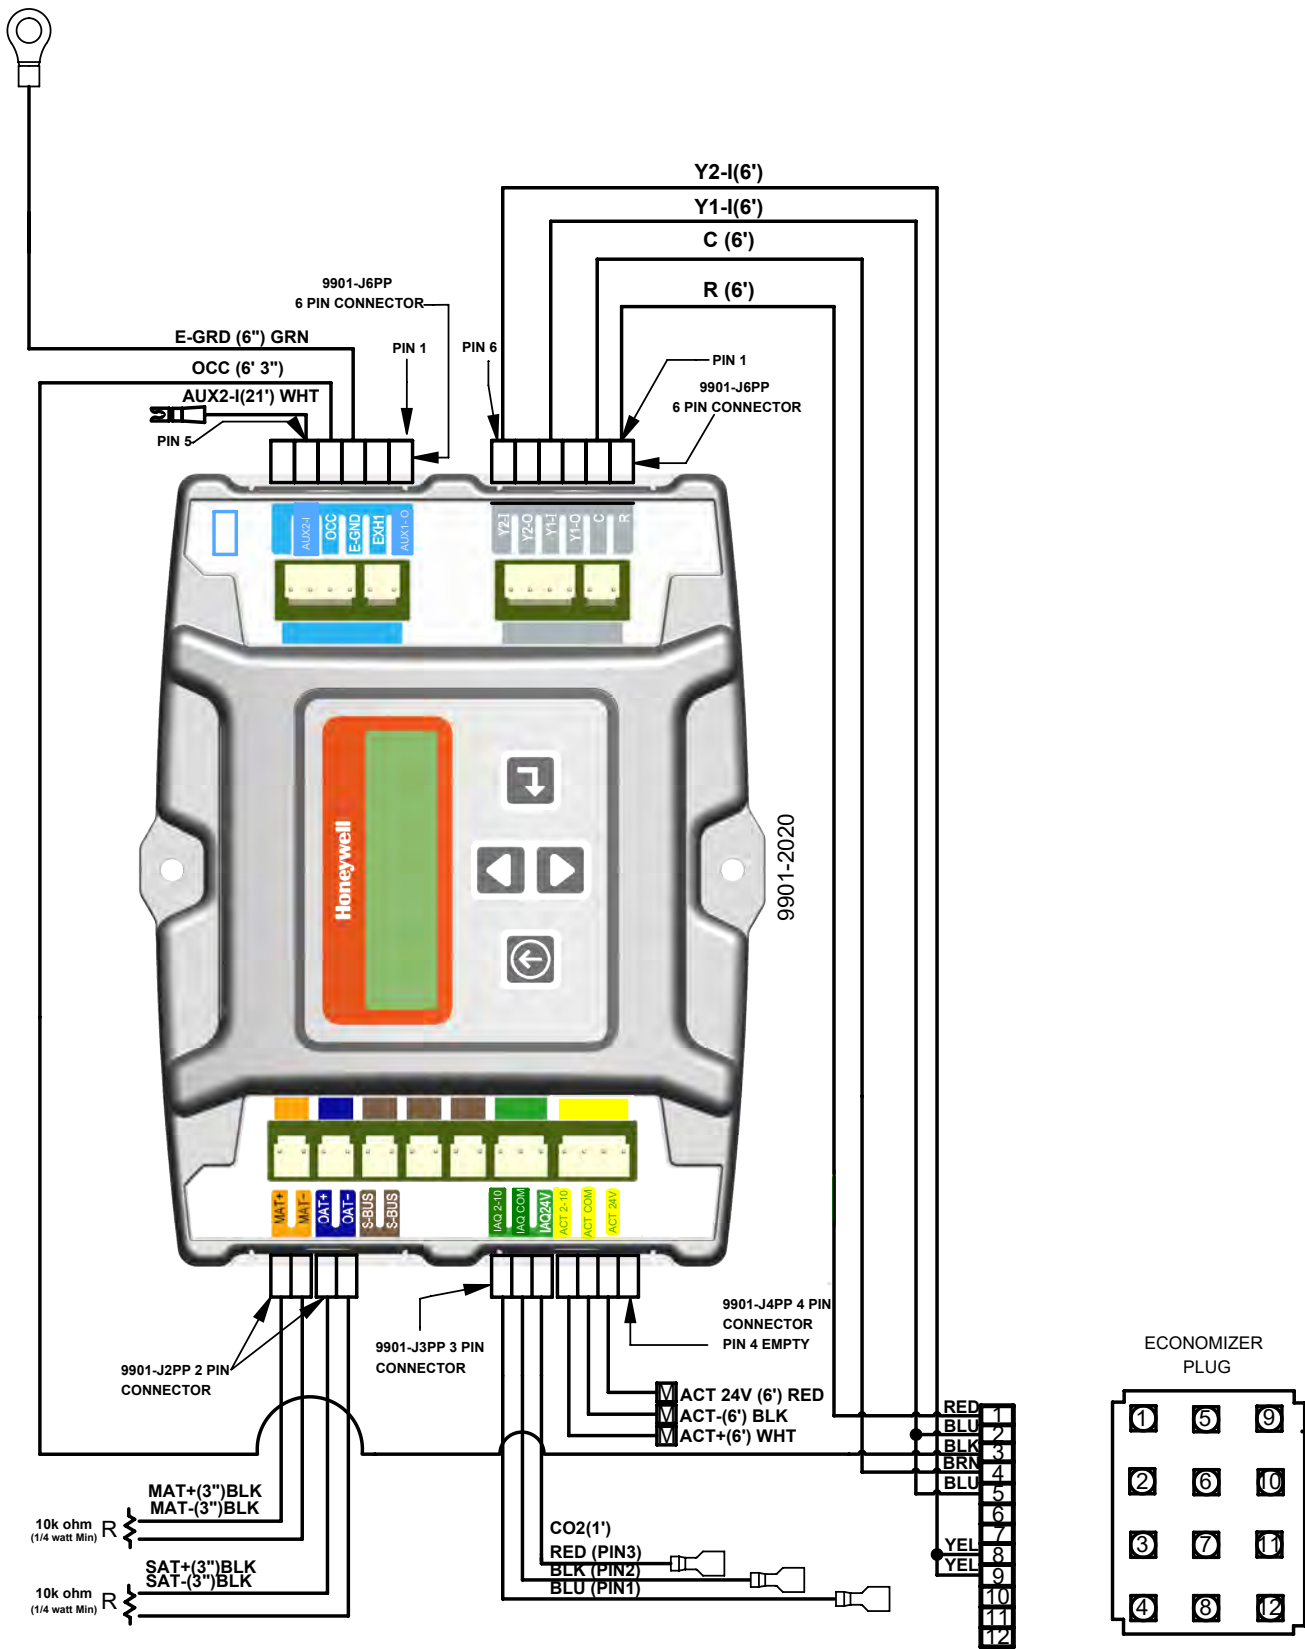 Y2-I(6')
Y1-I(6')
C (6')
R (6')
9901-J6PP
6 PIN CONNECTOR
E-GRD (6") GRN
PIN 1
PIN 6
PIN 1
OCC (6' 3")
9901-J6PP
6 PIN CONNECTOR
AUX2-I(21') WHT
PIN 5
AUX2-I
OCC
E-GND
EXH1
AUX1-O
Y2-I
Y2-O
Y1-I
Y1-O
C
R
Honeywell
9901-2020
MAT+
MAT−
OAT+
OAT−
S-BUS
S-BUS
IAQ 2-10
IAQ COM
IAQ24V
ACT 2-10
ACT COM
ACT 24V
9901-J4PP 4 PIN
CONNECTOR
PIN 4 EMPTY
9901-J3PP 3 PIN
CONNECTOR
9901-J2PP 2 PIN
CONNECTOR
ACT 24V (6') RED
ACT-(6') BLK
ACT+(6') WHT
RED 1
BLU 2
BLK 3
BRN 4
BLU 5
6
7
YEL 8
YEL 9
10
11
12
MAT+(3")BLK
MAT-(3")BLK
10k ohm R
(1/4 watt Min)
SAT+(3")BLK
SAT-(3")BLK
10k ohm R
(1/4 watt Min)
CO2(1')
RED (PIN3)
BLK (PIN2)
BLU (PIN1)
ECONOMIZER
PLUG
1 5 9
2 6 10
3 7 11
4 8 12